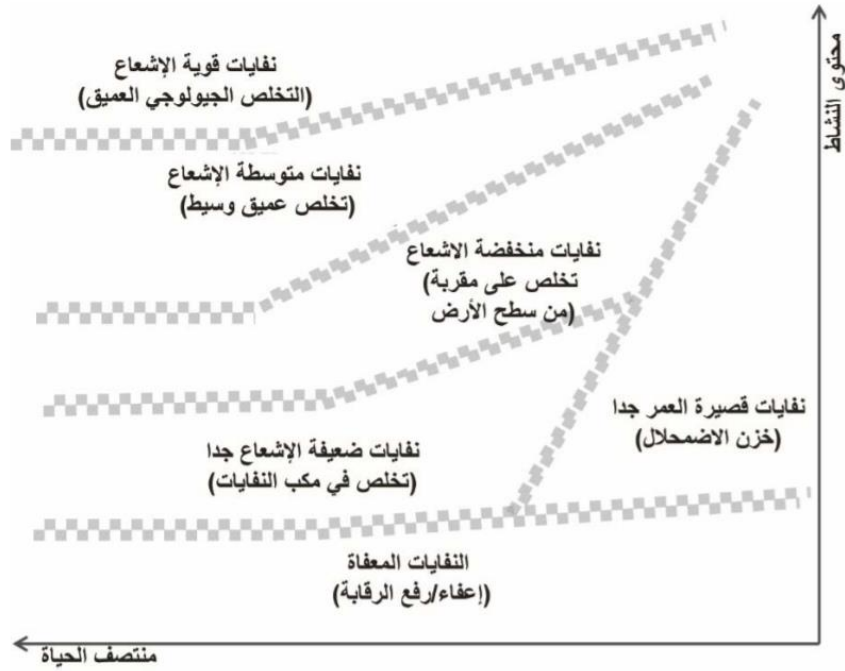 محتوى النشاط
نفايات قوية الإشعاع
(التخلص الجيولوجي العميق)
نفايات متوسطة الإشعاع
(تخلص عميق وسيط)
نفايات منخفضة الاشعاع
تخلص على مقربة)
(من سطح الأرض
نفايات قصيرة العمر جدا
(خزن الاضمحلال)
نفايات ضعيفة الإشعاع جدا
(تخلص في مكب النفايات)
النفايات المعفاة
(إعفاء/رفع الرقابة)
منتصف الحياة